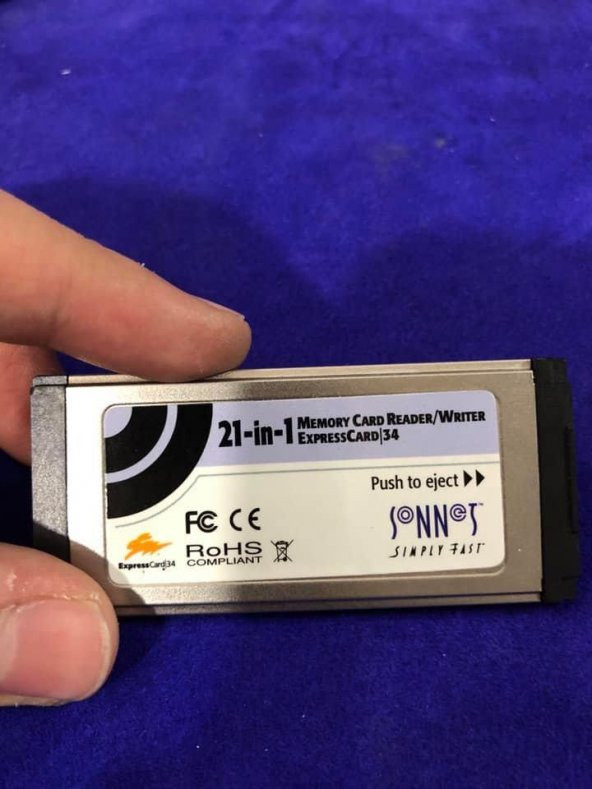 21-in-1 MEMORY CARD READER/WRITER
EXPRESSCARD|34
Push to eject
SONNET™
SIMPLY FAST
FC CE
RoHS
COMPLIANT
ExpressCard|34